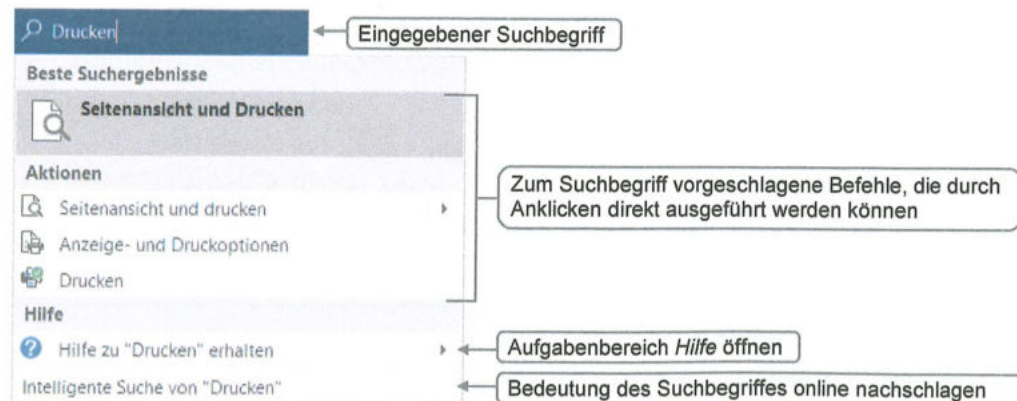 Drucken
Eingegebener Suchbegriff
Beste Suchergebnisse
Seitenansicht und Drucken
Aktionen
Seitenansicht und drucken
Anzeige- und Druckoptionen
Drucken
Zum Suchbegriff vorgeschlagene Befehle, die durch
Anklicken direkt ausgeführt werden können
Hilfe
Hilfe zu "Drucken" erhalten
Aufgabenbereich Hilfe öffnen
Intelligente Suche von "Drucken"
Bedeutung des Suchbegriffes online nachschlagen